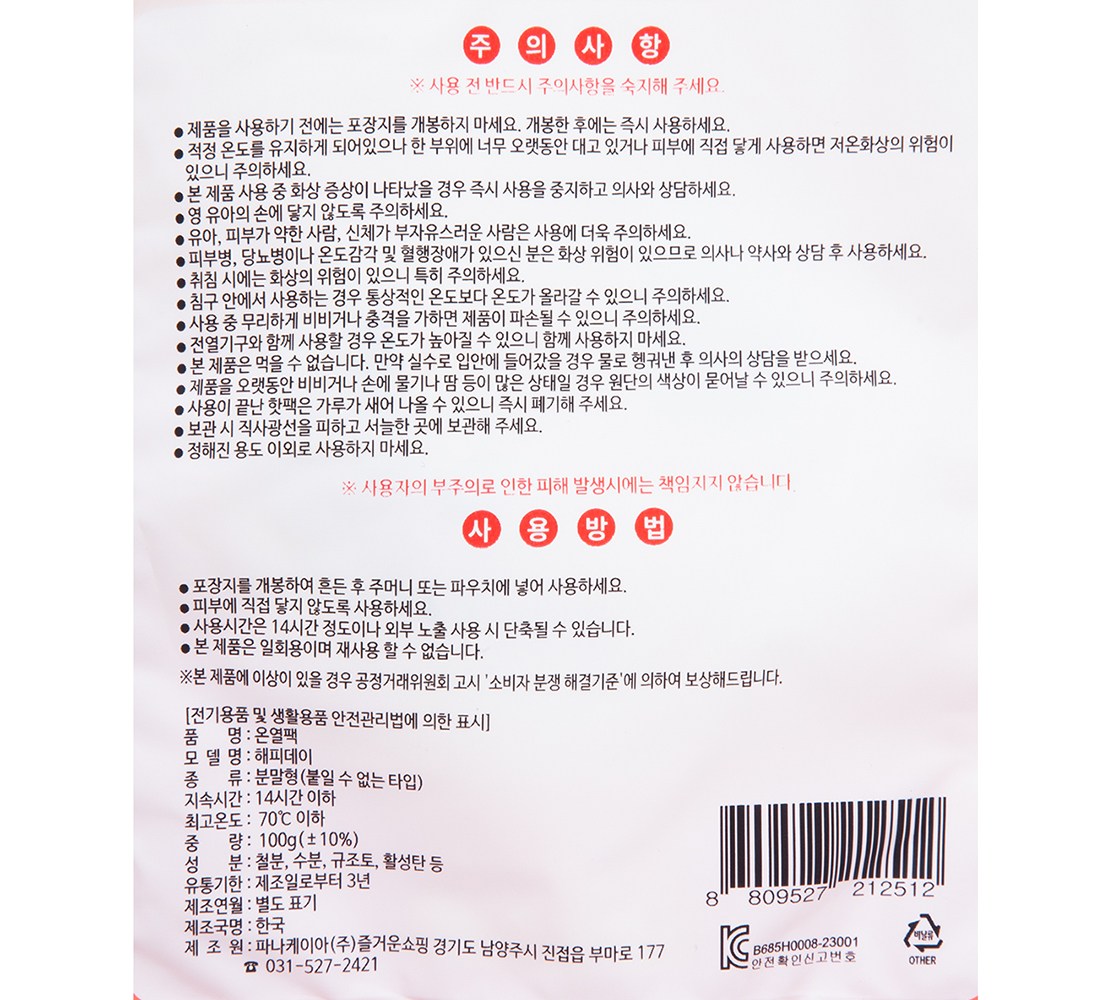 주의사항
※ 사용 전 반드시 주의사항을 숙지해 주세요.
● 제품을 사용하기 전에는 포장지를 개봉하지 마세요. 개봉한 후에는 즉시 사용하세요.
● 적정 온도를 유지하게 되어있으나 한 부위에 너무 오랫동안 대고 있거나 피부에 직접 닿게 사용하면 저온화상의 위험이
있으니 주의하세요.
● 본 제품 사용 중 화상 증상이 나타났을 경우 즉시 사용을 중지하고 의사와 상담하세요.
● 영 유아의 손에 닿지 않도록 주의하세요.
● 유아, 피부가 약한 사람, 신체가 부자유스러운 사람은 사용에 더욱 주의하세요.
● 피부병, 당뇨병이나 온도감각 및 혈행장애가 있으신 분은 화상 위험이 있으므로 의사나 약사와 상담 후 사용하세요.
● 취침 시에는 화상의 위험이 있으니 특히 주의하세요.
● 침구 안에서 사용하는 경우 통상적인 온도보다 온도가 올라갈 수 있으니 주의하세요.
● 사용 중 무리하게 비비거나 충격을 가하면 제품이 파손될 수 있으니 주의하세요.
● 전열기구와 함께 사용할 경우 온도가 높아질 수 있으니 함께 사용하지 마세요.
● 본 제품은 먹을 수 없습니다. 만약 실수로 입안에 들어갔을 경우 물로 헹궈낸 후 의사의 상담을 받으세요.
● 제품을 오랫동안 비비거나 손에 물기나 땀 등이 많은 상태일 경우 원단의 색상이 묻어날 수 있으니 주의하세요.
● 사용이 끝난 핫팩은 가루가 새어 나올 수 있으니 즉시 폐기해 주세요.
● 보관 시 직사광선을 피하고 서늘한 곳에 보관해 주세요.
● 정해진 용도 이외로 사용하지 마세요.
※ 사용자의 부주의로 인한 피해 발생시에는 책임지지 않습니다.
사용방법
● 포장지를 개봉하여 흔든 후 주머니 또는 파우치에 넣어 사용하세요.
● 피부에 직접 닿지 않도록 사용하세요.
● 사용시간은 14시간 정도이나 외부 노출 사용 시 단축될 수 있습니다.
● 본 제품은 일회용이며 재사용 할 수 없습니다.
※본 제품에 이상이 있을 경우 공정거래위원회 고시 '소비자 분쟁 해결기준'에 의하여 보상해드립니다.
[전기용품 및 생활용품 안전관리법에 의한 표시]
품 명 : 온열팩
모 델 명 : 해피데이
종 류 : 분말형(붙일 수 없는 타입)
지속시간 : 14시간 이하
최고온도 : 70℃ 이하
중 량 : 100g(±10%)
성 분 : 철분, 수분, 규조토, 활성탄 등
유통기한 : 제조일로부터 3년
제조연월 : 별도 표기
제조국명 : 한국
제 조 원 : 파나케이아(주)즐거운쇼핑 경기도 남양주시 진접읍 부마로 177
☎ 031-527-2421
8 809527 212512
KC B685H0008-23001
안전확인신고번호
비닐류
OTHER